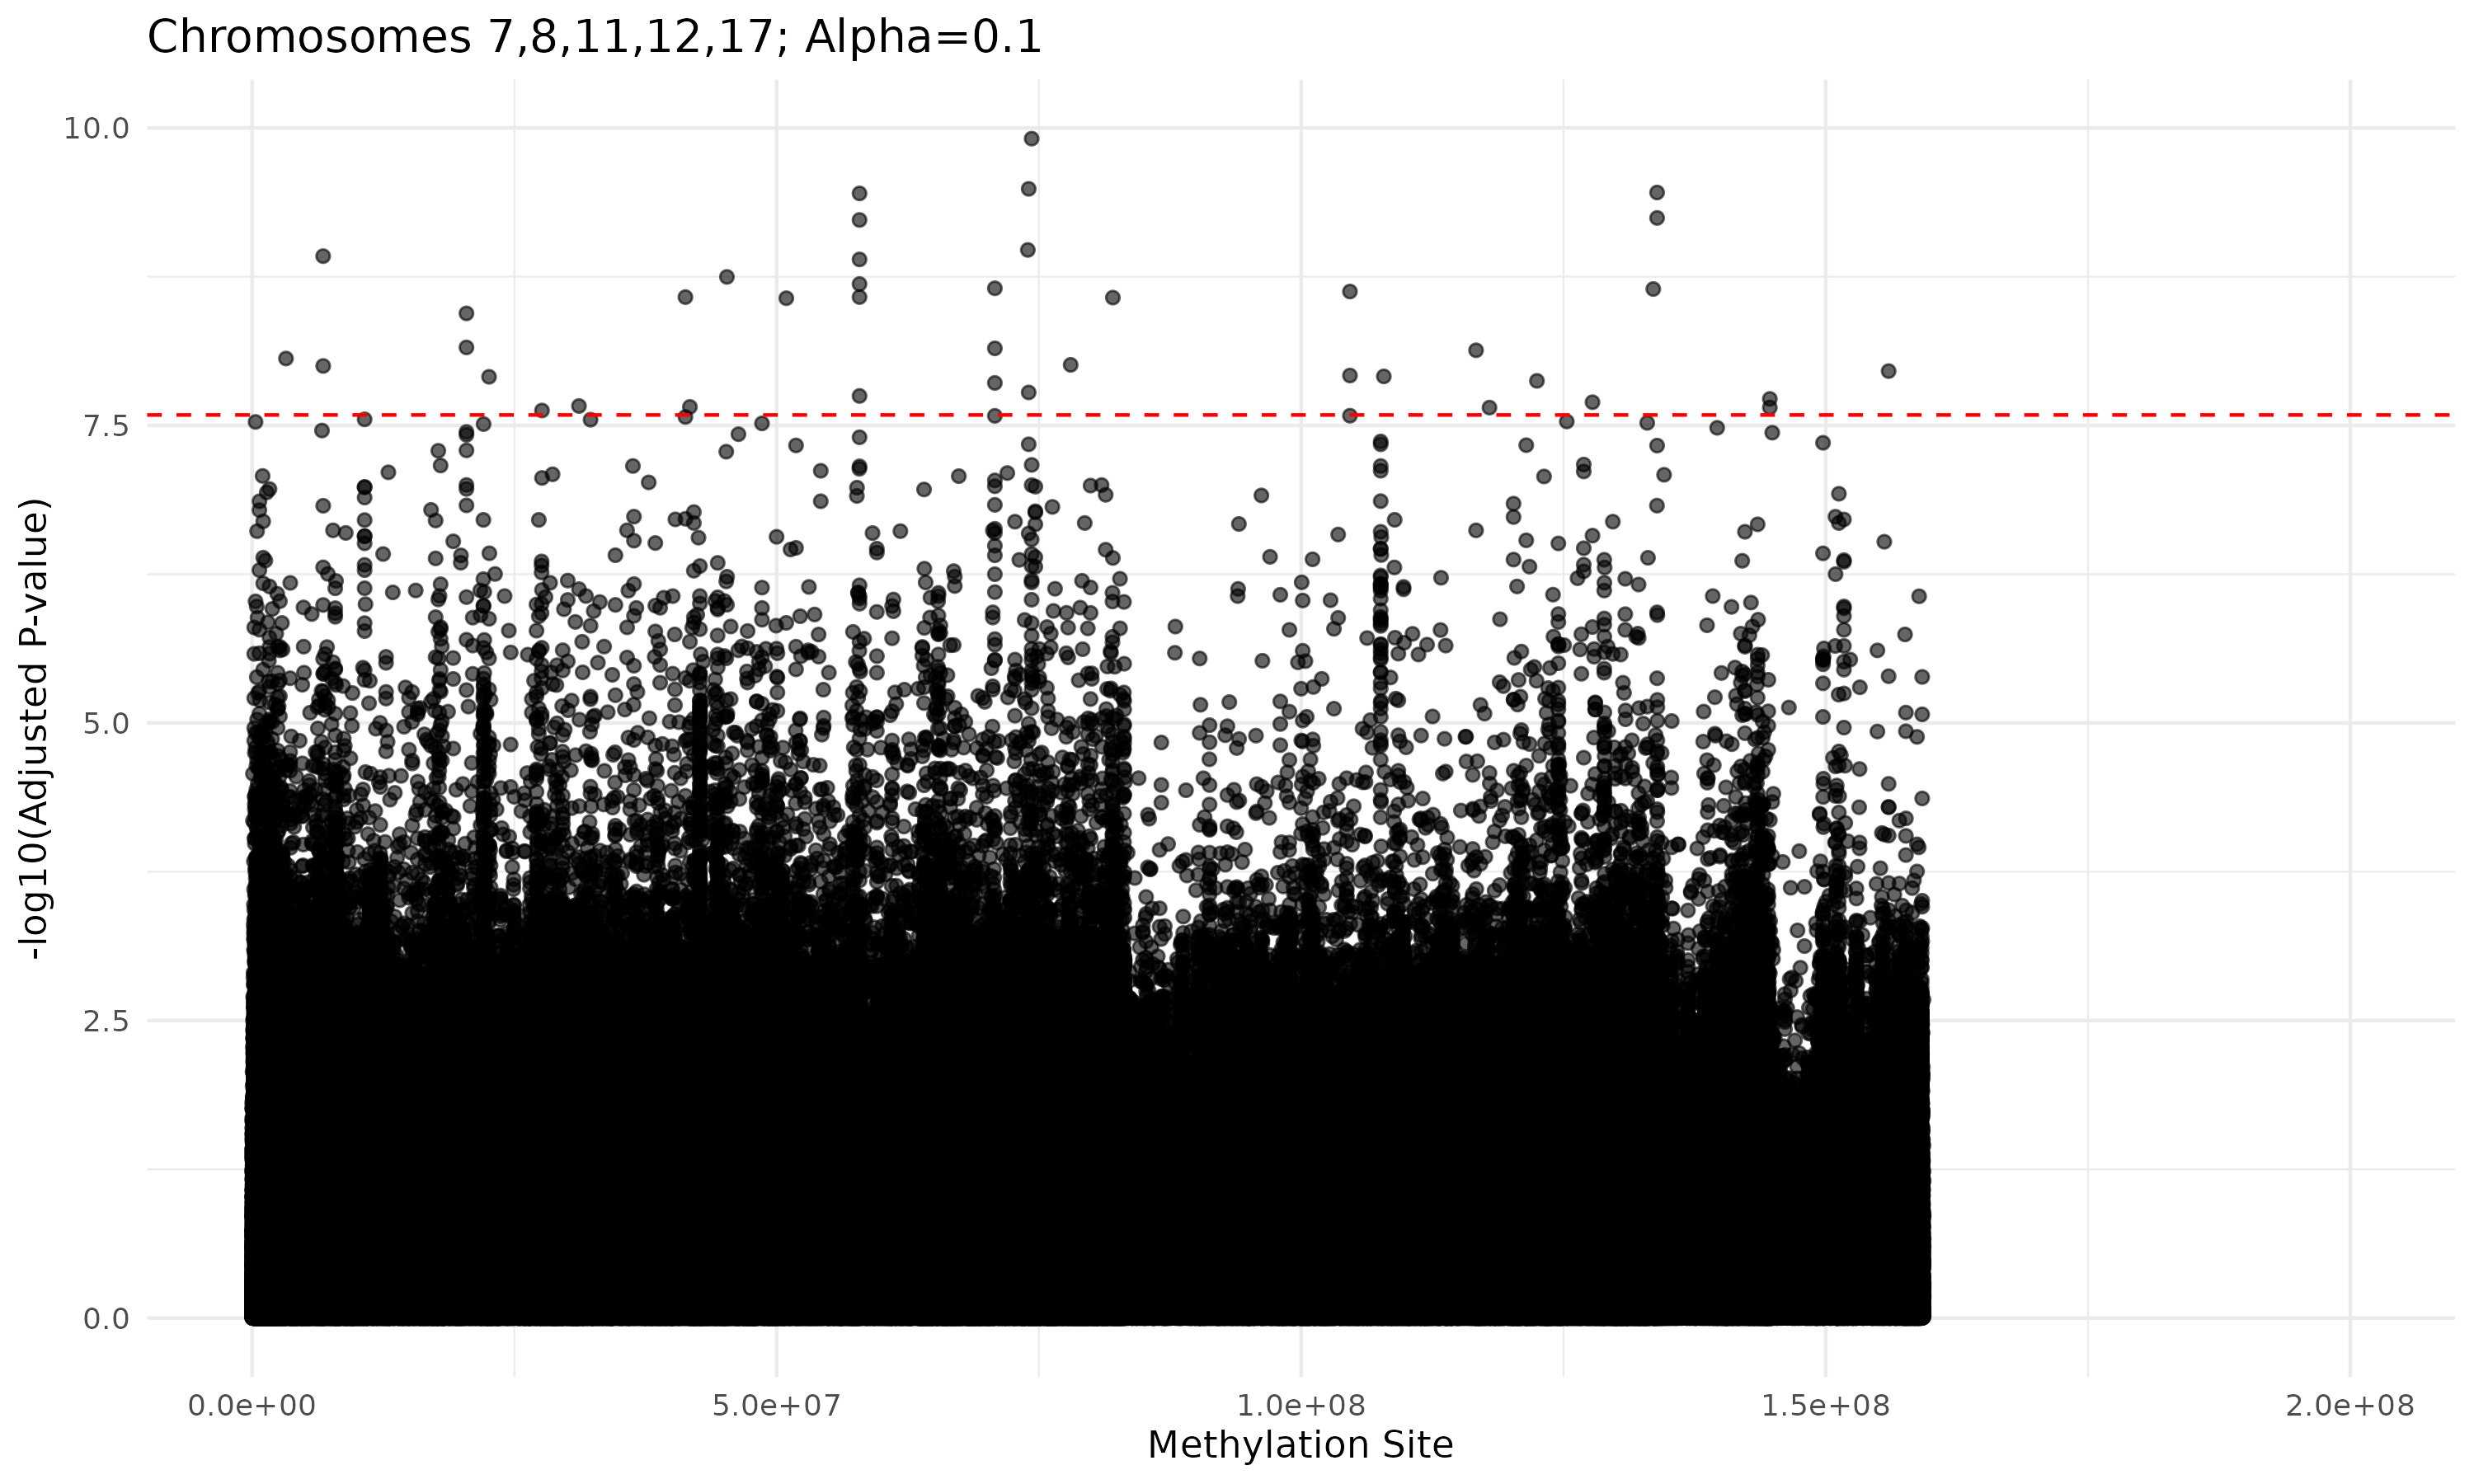 Chromosomes 7,8,11,12,17; Alpha=0.1
-log10(Adjusted P-value)
10.0
7.5
5.0
2.5
0.0
0.0e+00 5.0e+07 1.0e+08 1.5e+08 2.0e+08
Methylation Site